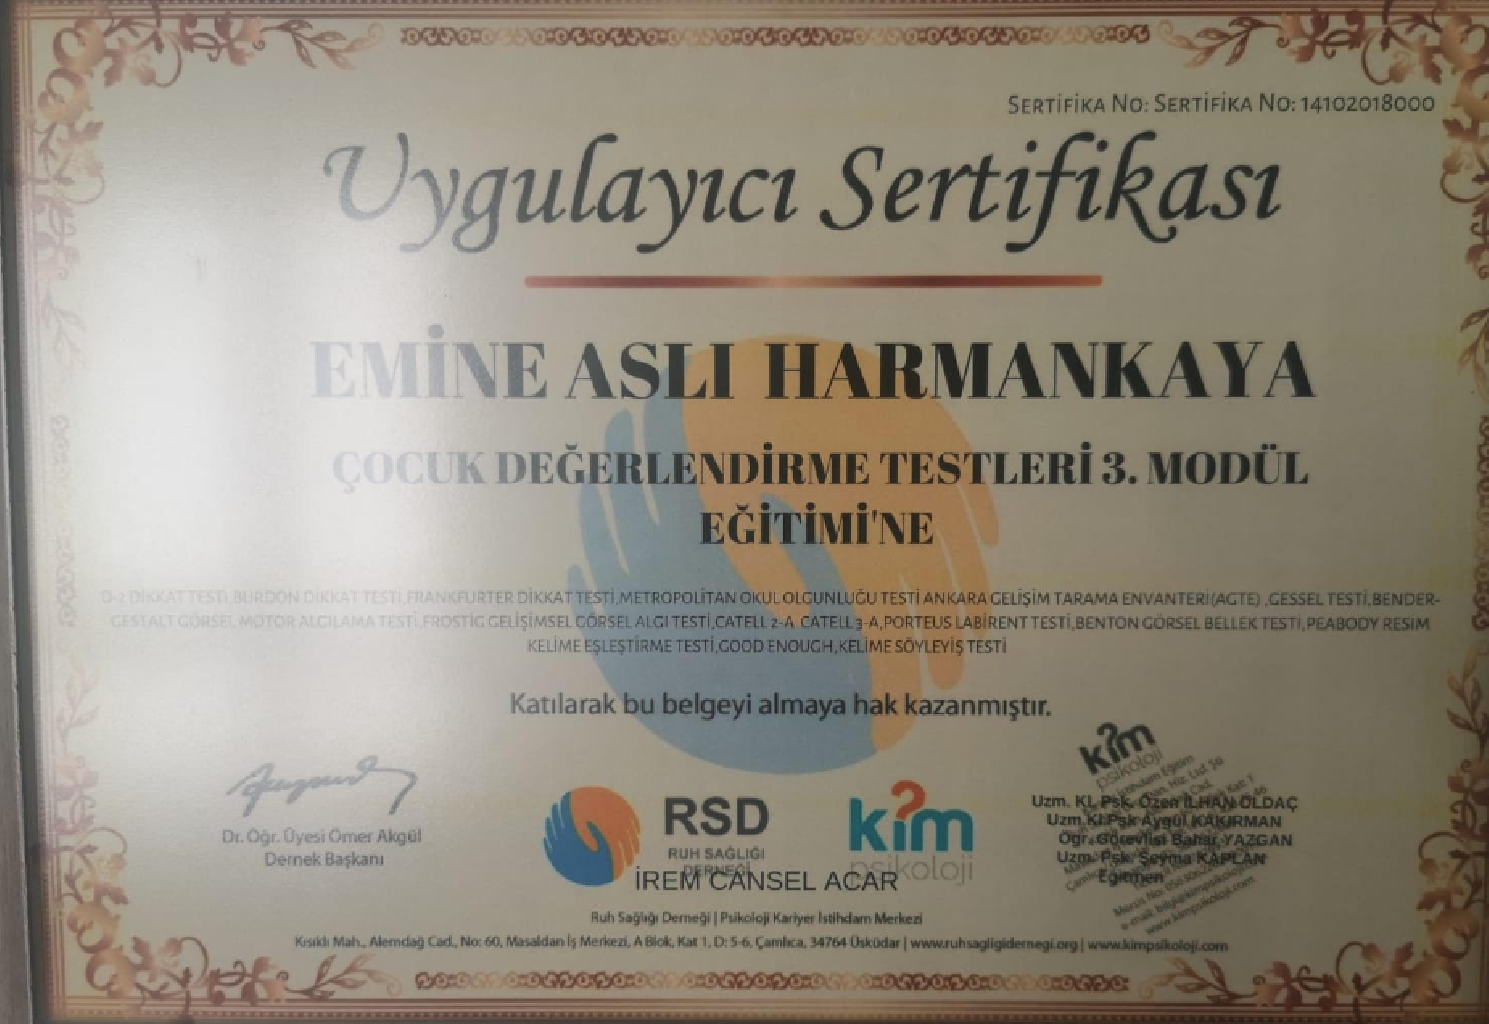 SERTİFİKA NO: SERTİFİKA NO: 14102018000
Uygulayıcı Sertifikası
EMİNE ASLI HARMANKAYA
ÇOCUK DEĞERLENDİRME TESTLERİ 3. MODÜL
EĞİTİMİ'NE
D-2 DİKKAT TESTİ,BURDON DİKKAT TESTİ,FRANKFURTER DİKKAT TESTİ,METROPOLİTAN OKUL OLGUNLUĞU TESTİ ANKARA GELİŞİM TARAMA ENVANTERİ(AGTE) ,GESSEL TESTİ,BENDER-
GESTALT GÖRSEL MOTOR ALGILAMA TESTİ,FROSTİG GELİŞİMSEL GÖRSEL ALGI TESTİ,CATELL 2-A, CATELL 3-A,PORTEUS LABİRENT TESTİ,BENTON GÖRSEL BELLEK TESTİ,PEABODY RESİM
KELİME EŞLEŞTİRME TESTİ,GOOD ENOUGH,KELİME SÖYLEYİŞ TESTİ
Katılarak bu belgeyi almaya hak kazanmıştır.
Dr. Öğr. Üyesi Ömer Akgül
Dernek Başkanı
RSD
RUH SAĞLIĞI
DERNEĞİ
kim
psikoloji
İREM CANSEL ACAR
kim
psikoloji
Uzm. Kl. Psk. Özen İLHAN OLDAÇ
Uzm.Kl.Psk Aygül KAKIRMAN
Öğr. Görevlisi Bahar YAZGAN
Uzm. Psk. Şeyma KAPLAN
Eğitmen
www.kimpsikoloji.com
Ruh Sağlığı Derneği | Psikoloji Kariyer İstihdam Merkezi
Kısıklı Mah., Alemdağ Cad., No: 60, Masaldan İş Merkezi, A Blok, Kat 1, D: 5-6, Çamlıca, 34764 Üsküdar | www.ruhsagligidernegi.org | www.kimpsikoloji.com